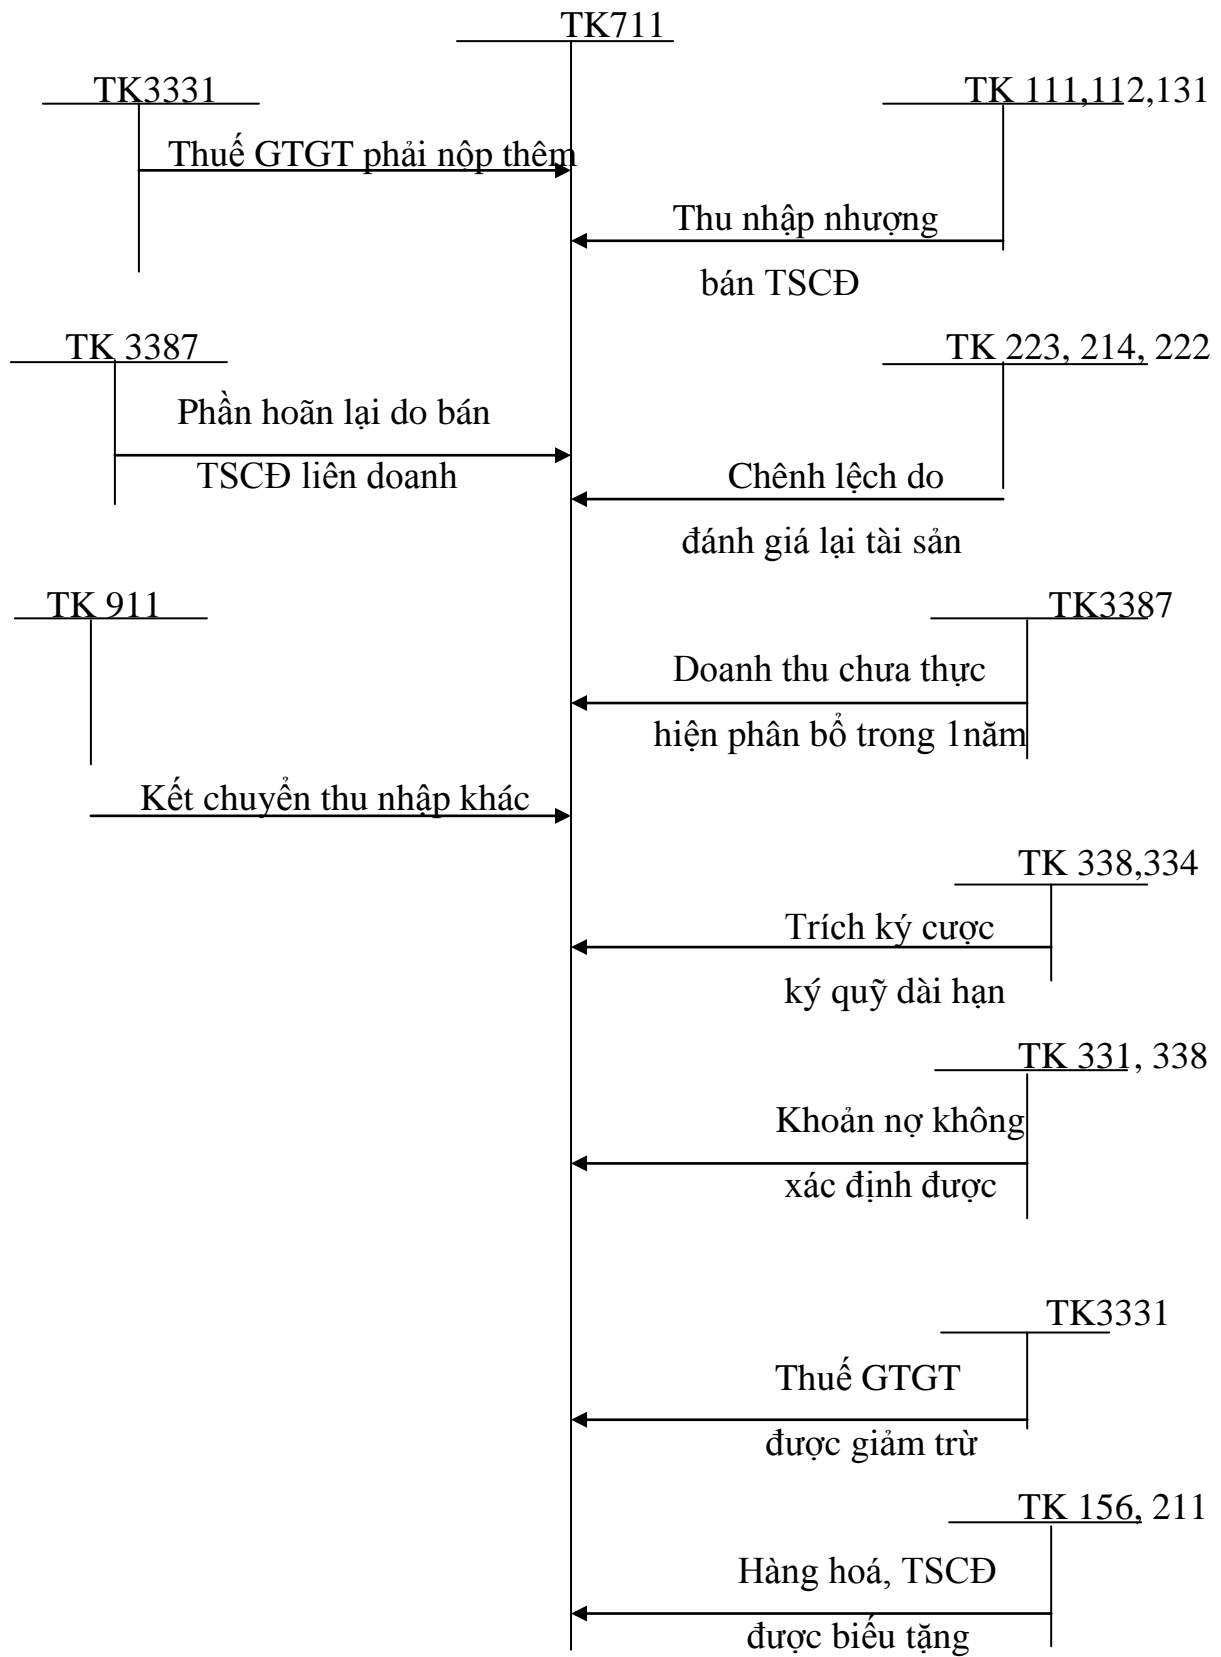 TK711
TK3331
TK 111,112,131
Thuế GTGT phải nộp thêm
Thu nhập nhượng
bán TSCĐ
TK 3387
TK 223, 214, 222
Phần hoãn lại do bán
TSCĐ liên doanh
Chênh lệch do
đánh giá lại tài sản
TK 911
TK3387
Doanh thu chưa thực
hiện phân bổ trong 1năm
Kết chuyển thu nhập khác
TK 338,334
Trích ký cược
ký quỹ dài hạn
TK 331, 338
Khoản nợ không
xác định được
TK3331
Thuế GTGT
được giảm trừ
TK 156, 211
Hàng hoá, TSCĐ
được biếu tặng